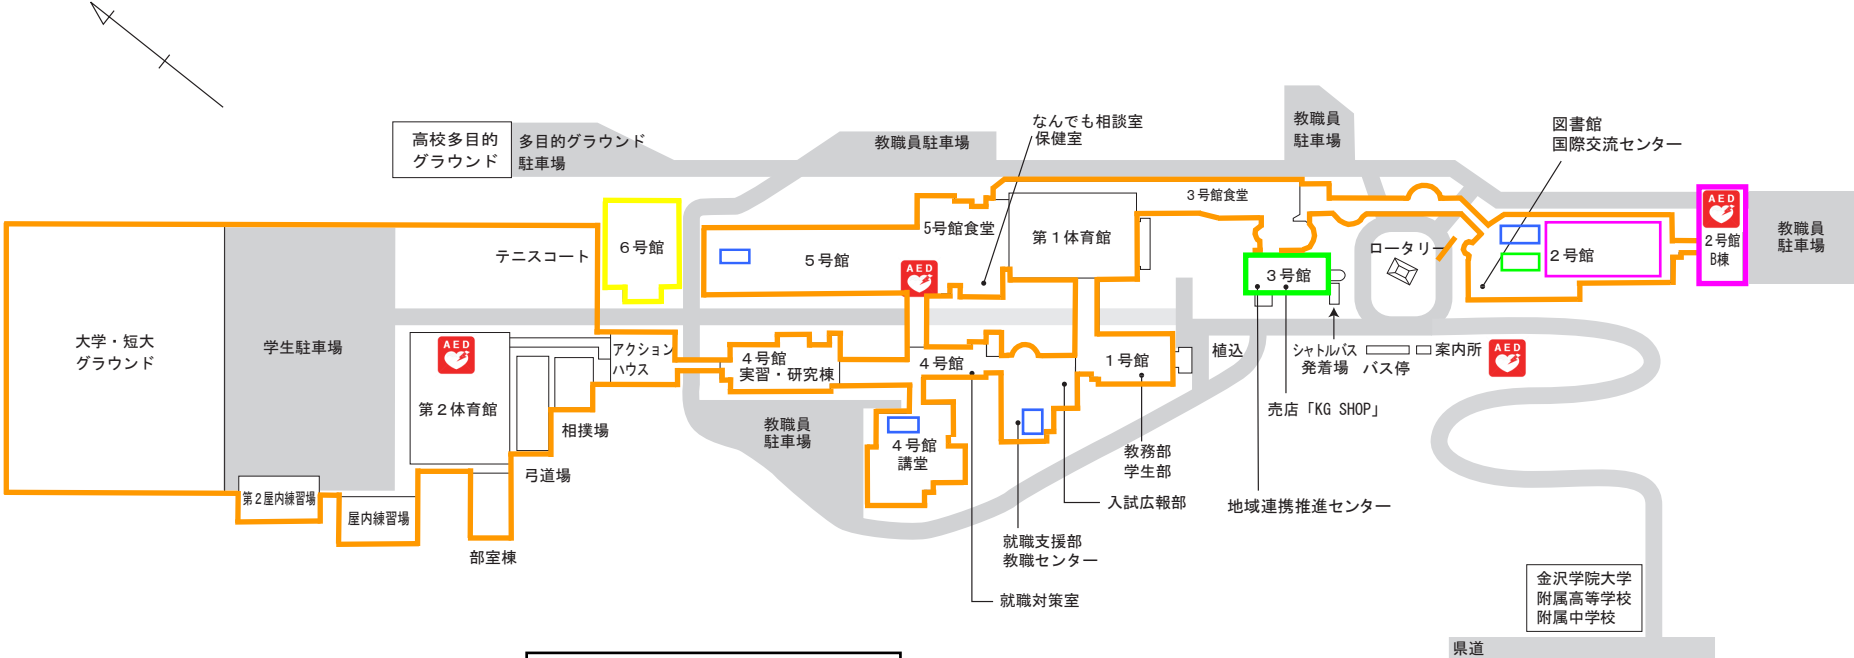 高校多目的
グラウンド
多目的グラウンド
駐車場
教職員駐車場
なんでも相談室
保健室
教職員
駐車場
図書館
国際交流センター
3号館食堂
5号館食堂
第1体育館
テニスコート
6号館
5号館
AED
3号館
ロータリー
2号館
AED
2号館
B棟
教職員
駐車場
大学・短大
グラウンド
学生駐車場
AED
第2体育館
アクション
ハウス
4号館
実習・研究棟
4号館
1号館
植込
シャトルバス
発着場
バス停
案内所
AED
売店「KG SHOP」
相撲場
弓道場
教職員
駐車場
4号館
講堂
教務部
学生部
入試広報部
地域連携推進センター
第2屋内練習場
屋内練習場
部室棟
就職支援部
教職センター
就職対策室
金沢学院大学
附属高等学校
附属中学校
県道